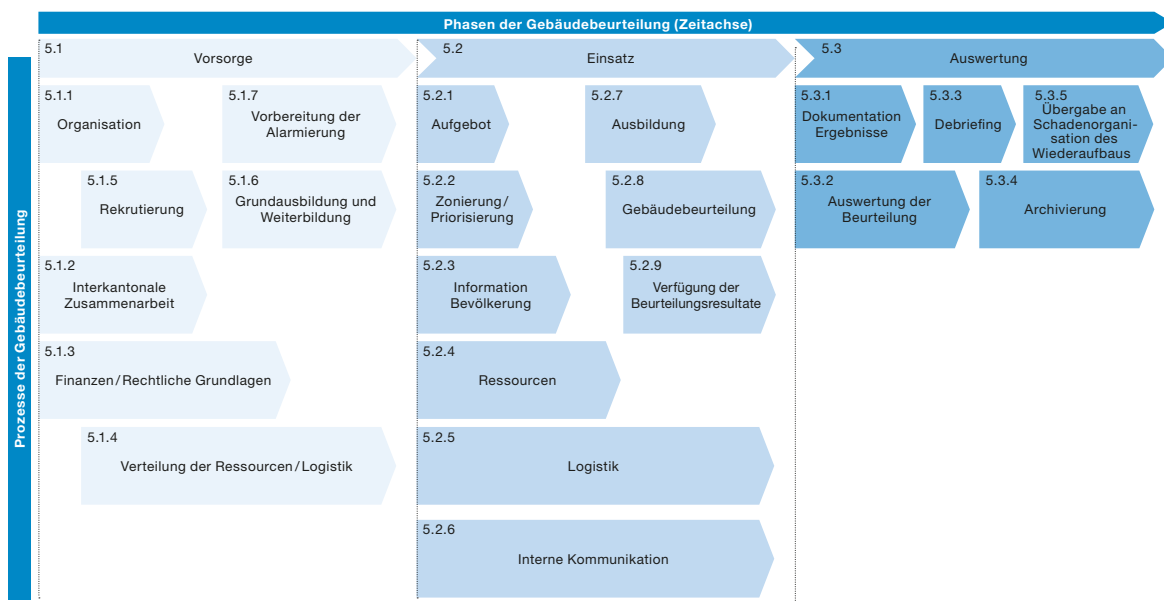 Phasen der Gebäudebeurteilung (Zeitachse)
Prozesse der Gebäudebeurteilung
5.1
Vorsorge
5.1.1
Organisation
5.1.7
Vorbereitung der
Alarmierung
5.1.5
Rekrutierung
5.1.6
Grundausbildung und
Weiterbildung
5.1.2
Interkantonale
Zusammenarbeit
5.1.3
Finanzen/Rechtliche Grundlagen
5.1.4
Verteilung der Ressourcen/Logistik
5.2
Einsatz
5.2.1
Aufgebot
5.2.7
Ausbildung
5.2.2
Zonierung/
Priorisierung
5.2.8
Gebäudebeurteilung
5.2.3
Information
Bevölkerung
5.2.9
Verfügung der
Beurteilungsresultate
5.2.4
Ressourcen
5.2.5
Logistik
5.2.6
Interne Kommunikation
5.3
Auswertung
5.3.1
Dokumentation
Ergebnisse
5.3.3
Debriefing
5.3.5
Übergabe an
Schadenorgani-
sation des
Wiederaufbaus
5.3.2
Auswertung der
Beurteilung
5.3.4
Archivierung